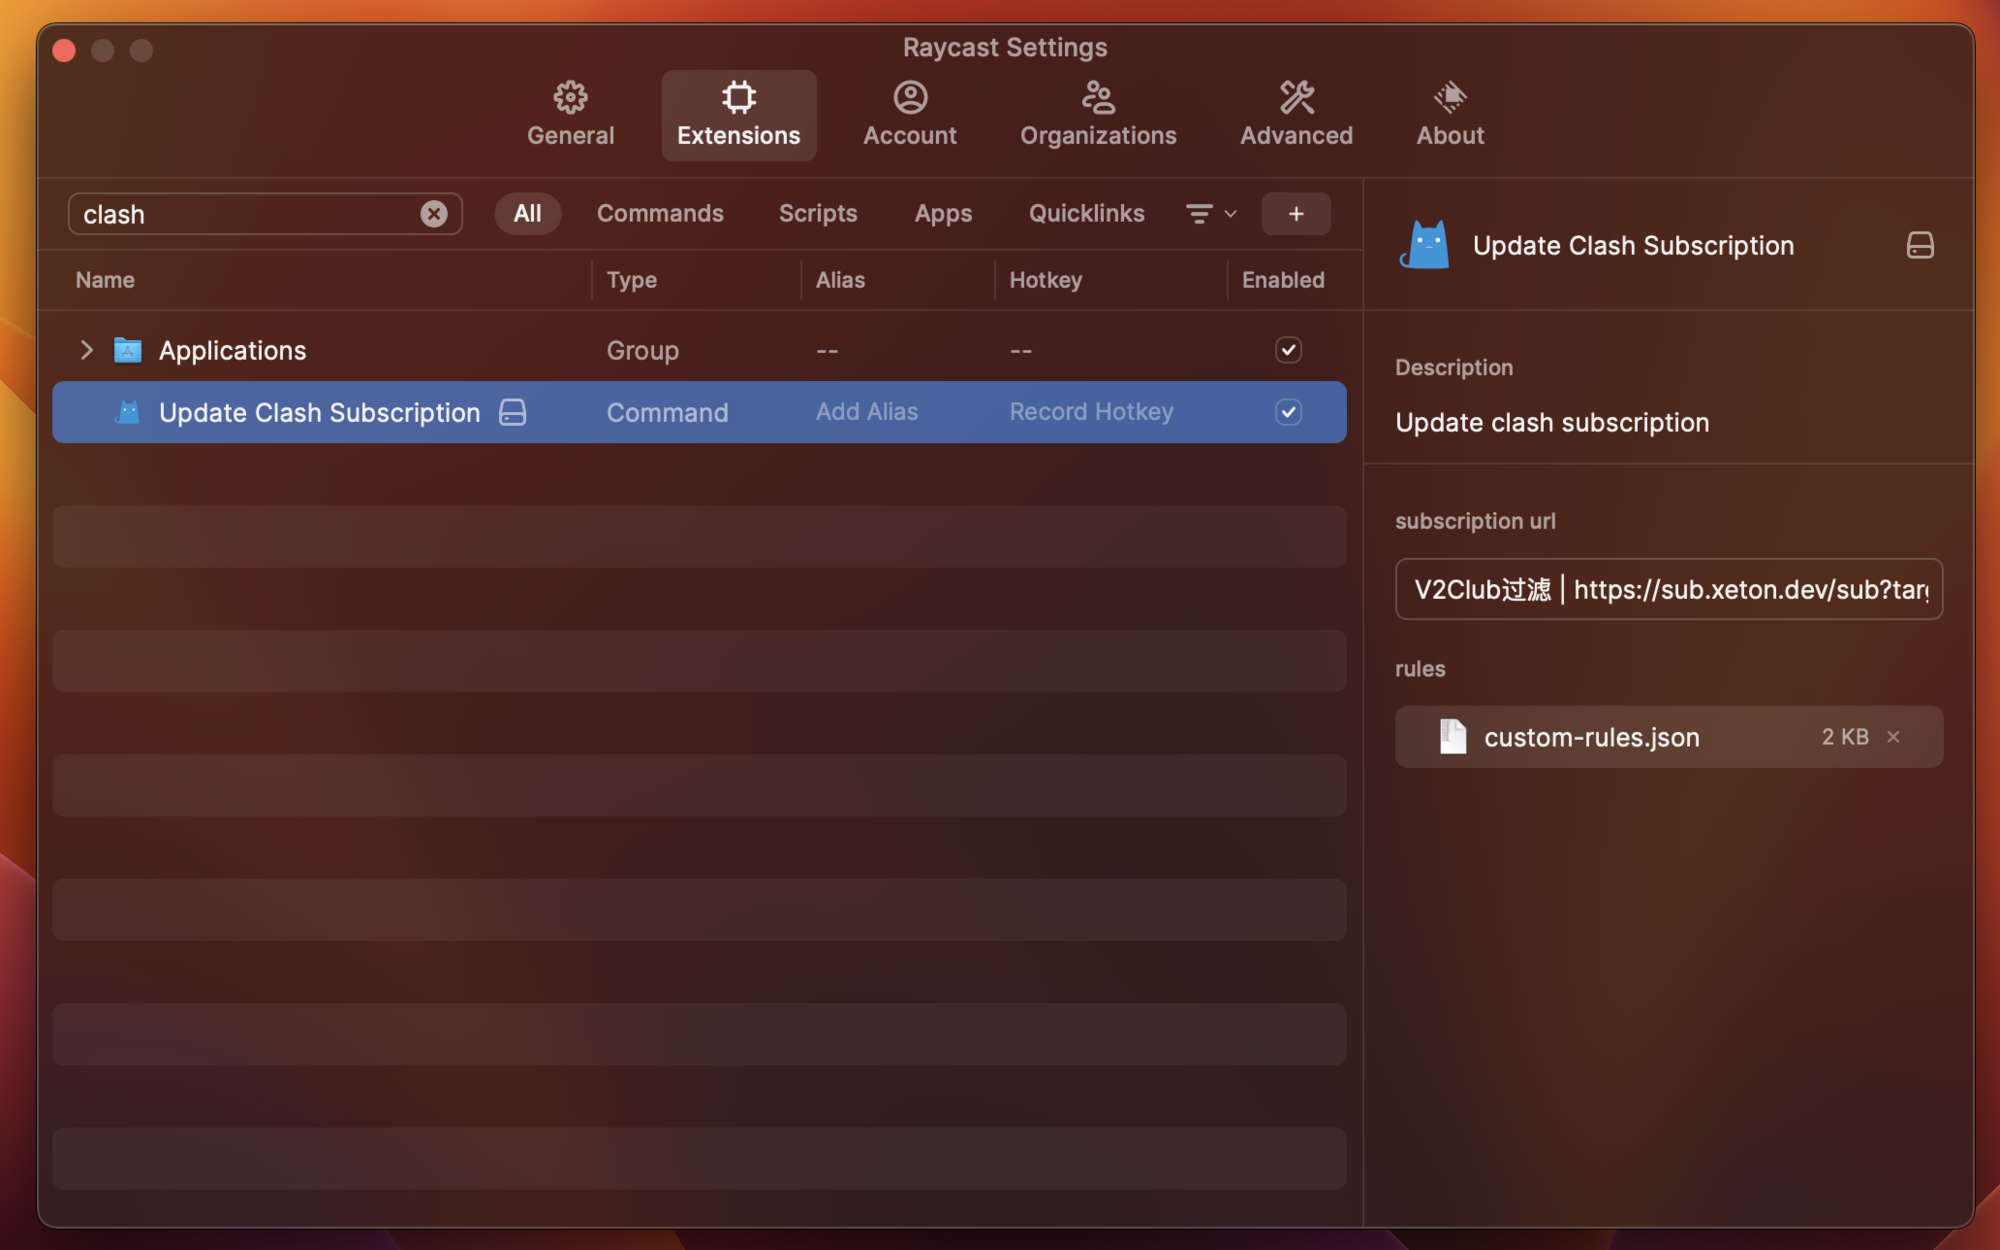 Raycast Settings
General
Extensions
Account
Organizations
Advanced
About
clash
All
Commands
Scripts
Apps
Quicklinks
+
Name
Type
Alias
Hotkey
Enabled
Applications
Group
--
--
Update Clash Subscription
Command
Add Alias
Record Hotkey
Update Clash Subscription
Description
Update clash subscription
subscription url
V2Club过滤 | https://sub.xeton.dev/sub?targ
rules
custom-rules.json
2 KB